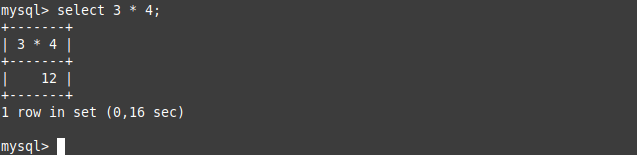 mysql> select 3 * 4;
+-------+
| 3 * 4 |
+-------+
|    12 |
+-------+
1 row in set (0,16 sec)

mysql>